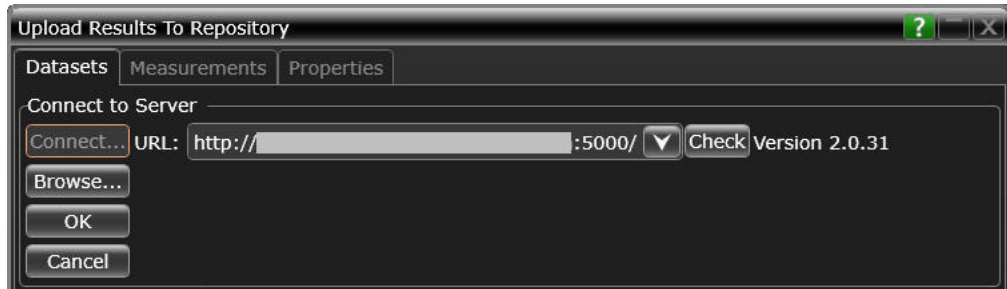 Upload Results To Repository ?
Datasets Measurements Properties
Connect to Server
Connect... URL: http:// :5000/ Check Version 2.0.31
Browse...
OK
Cancel